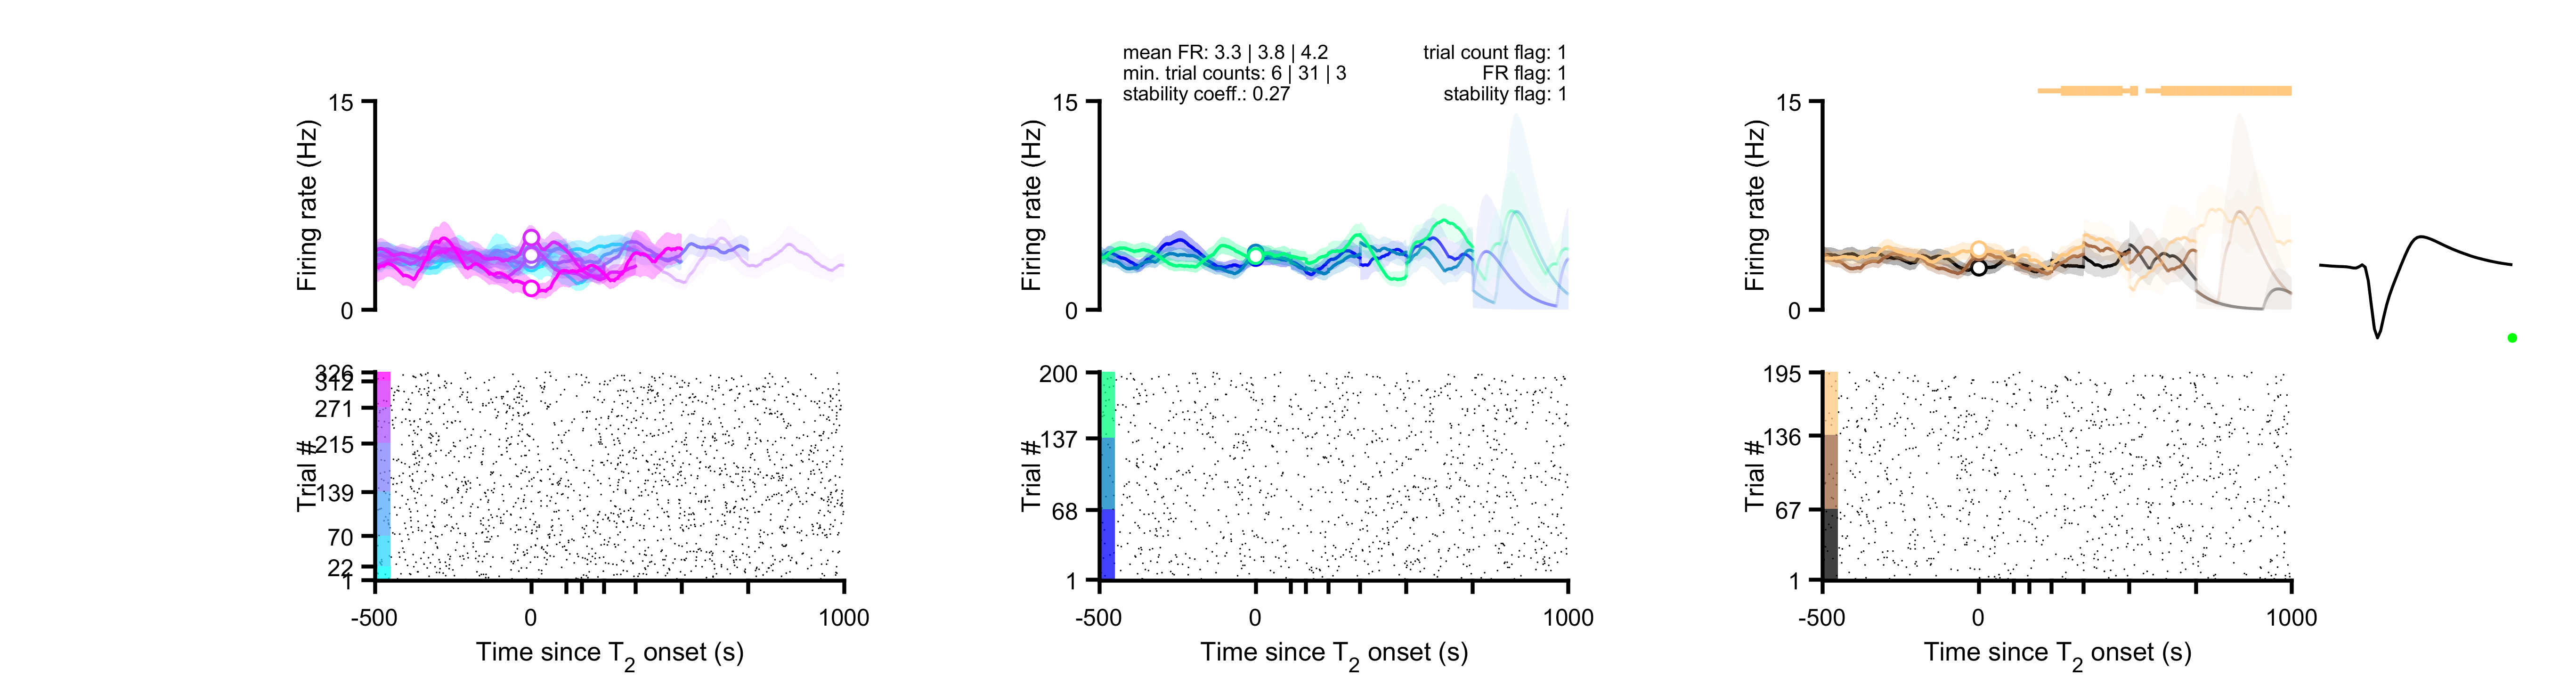 mean FR: 3.3 | 3.8 | 4.2
min. trial counts: 6 | 31 | 3
stability coeff.: 0.27
trial count flag: 1
FR flag: 1
stability flag: 1
15
Firing rate (Hz)
0
15
Firing rate (Hz)
0
15
Firing rate (Hz)
0
326
312
271
215
139
70
22
1
Trial #
-500
0
1000
Time since T2 onset (s)
200
137
68
1
Trial #
-500
0
1000
Time since T2 onset (s)
195
136
67
1
Trial #
-500
0
1000
Time since T2 onset (s)